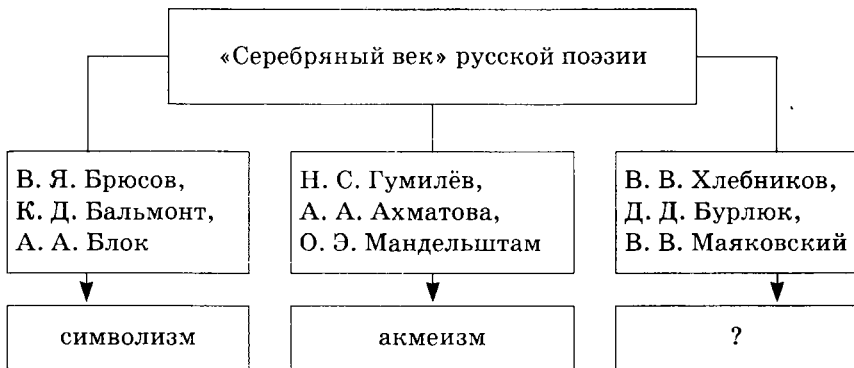 «Серебряный век» русской поэзии
В. Я. Брюсов,
К. Д. Бальмонт,
А. А. Блок
Н. С. Гумилёв,
А. А. Ахматова,
О. Э. Мандельштам
В. В. Хлебников,
Д. Д. Бурлюк,
В. В. Маяковский
символизм
акмеизм
?